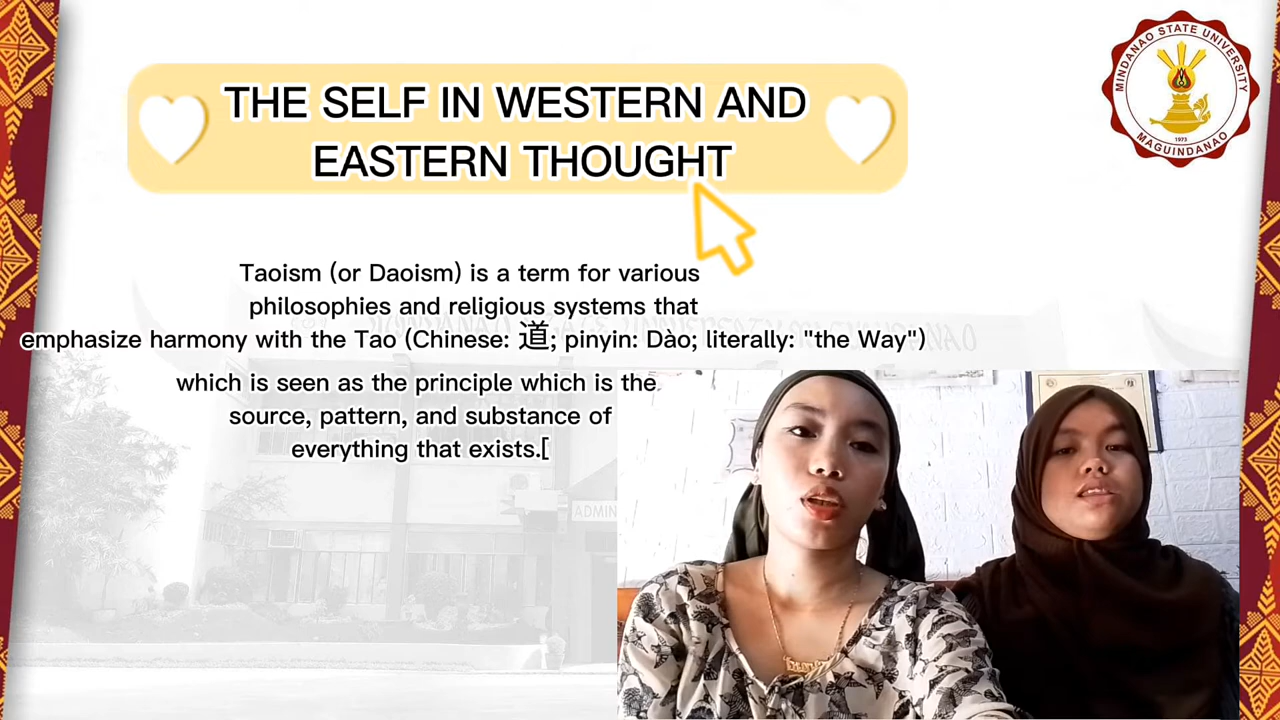 THE SELF IN WESTERN AND
EASTERN THOUGHT
MINDANAO STATE UNIVERSITY
1973
MAGUINDANAO
Taoism (or Daoism) is a term for various
philosophies and religious systems that
emphasize harmony with the Tao (Chinese: 道; pinyin: Dào; literally: "the Way")
which is seen as the principle which is the
source, pattern, and substance of
everything that exists.[
ADMIN